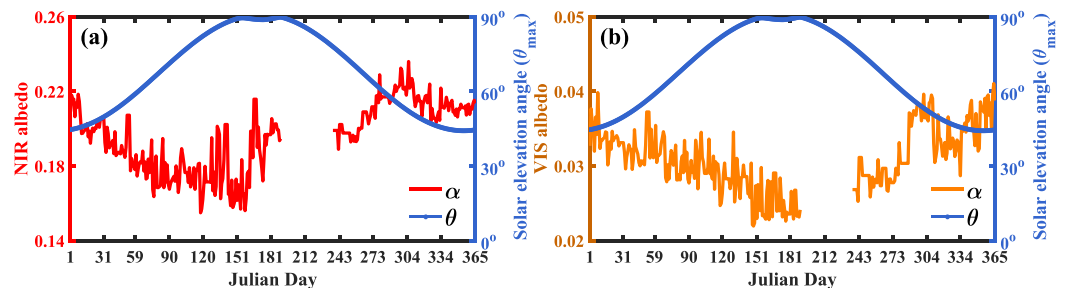 (a)
NIR albedo
0.26
0.22
0.18
0.14
90°
60°
30°
0°
Solar elevation angle (θmax)
α
θ
1 31 59 90 120 151 181 212 243 273 304 334 365
Julian Day
(b)
VIS albedo
0.05
0.04
0.03
0.02
90°
60°
30°
0°
Solar elevation angle (θmax)
α
θ
1 31 59 90 120 151 181 212 243 273 304 334 365
Julian Day